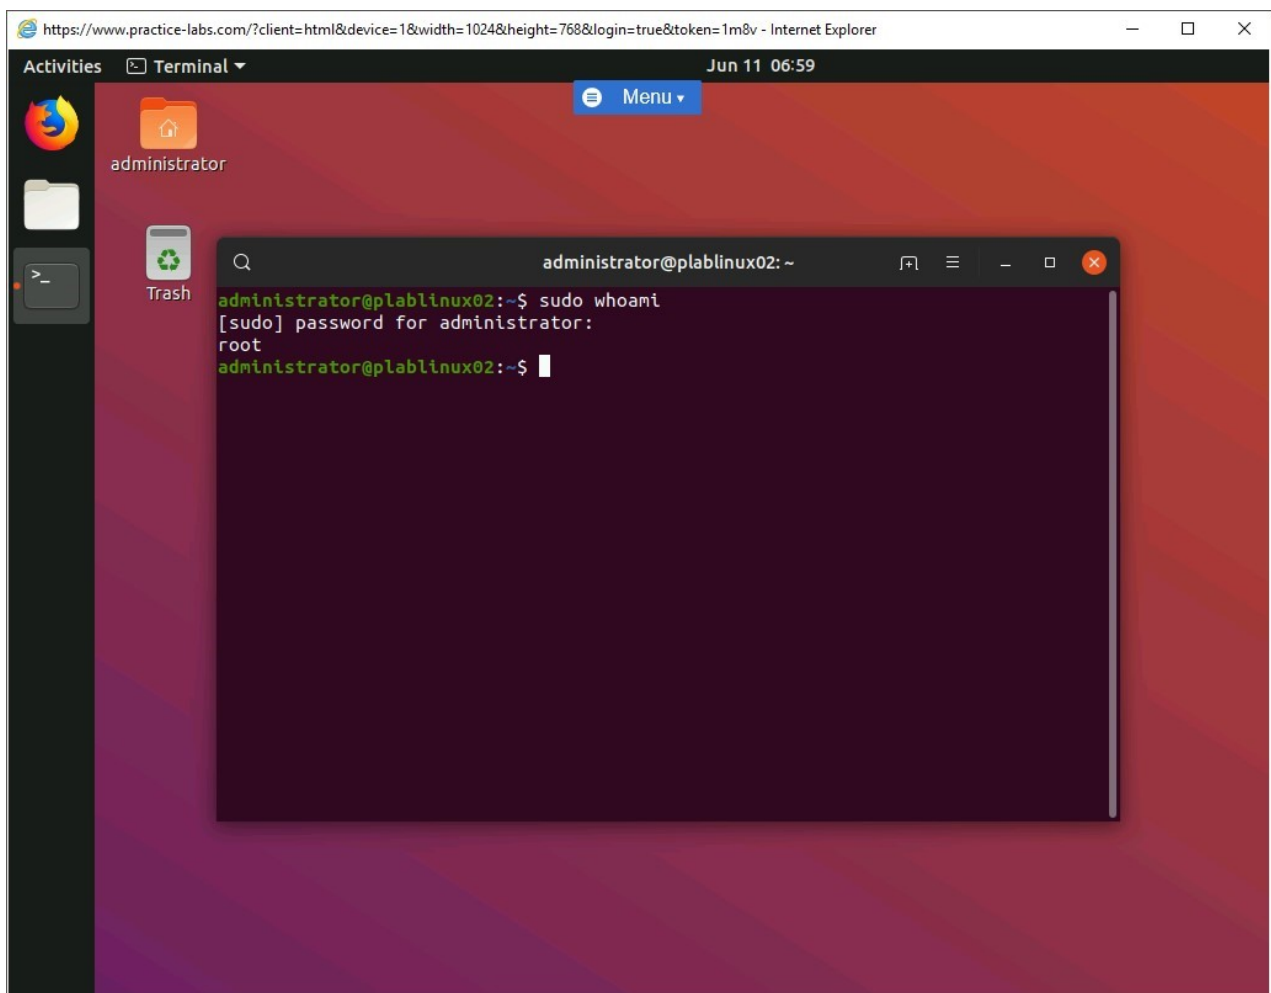 https://www.practice-labs.com/?client=html&device=1&width=1024&height=768&login=true&token=1m8v - Internet Explorer
Activities Terminal Jun 11 06:59
Menu
administrator
Trash
administrator@plablinux02: ~
administrator@plablinux02:~$ sudo whoami
[sudo] password for administrator:
root
administrator@plablinux02:~$